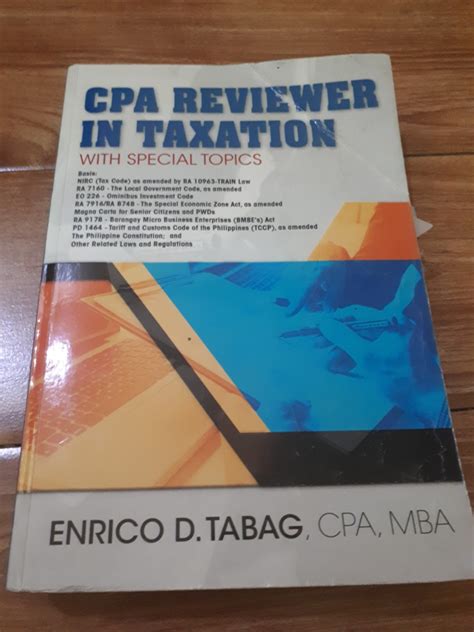 CPA REVIEWER
IN TAXATION
WITH SPECIAL TOPICS
Basis:
NIRC (Tax Code) as amended by RA 10963-TRAIN Law
RA 7160 - The Local Government Code, as amended
EO 226 - Ominibus Investment Code
RA 7916/RA 8748 - The Special Economic Zone Act, as amended
Magna Carta for Senior Citizens and PWDs
RA 9178 - Barangay Micro Business Enterprises (BMBE's) Act
PD 1464 - Tariff and Customs Code of the Philippines (TCCP), as amended
The Philippine Constitution; and
Other Related Laws and Regulations
ENRICO D. TABAG, CPA, MBA